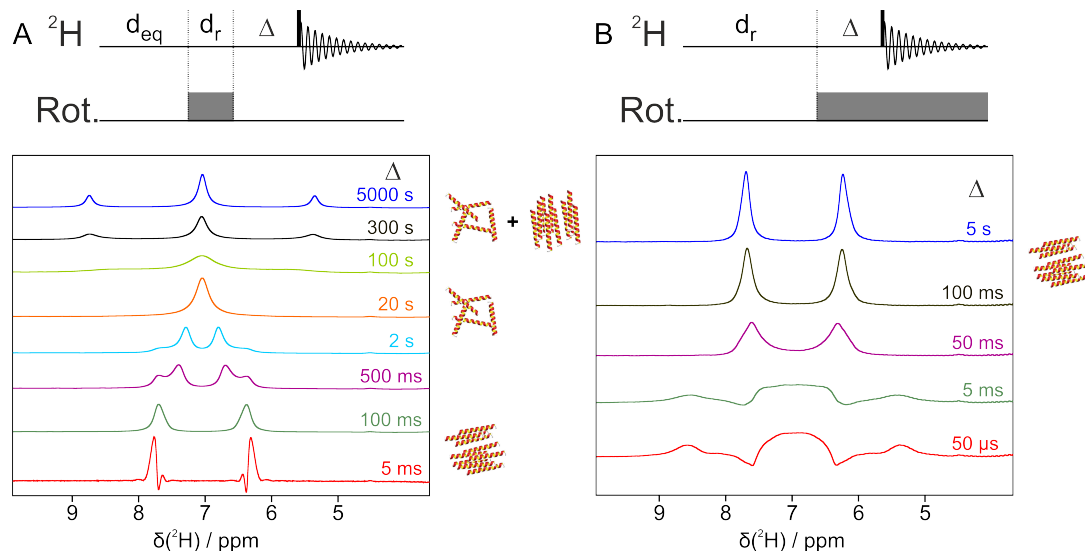 A
²H
d_eq
d_r
Δ
Rot.
Δ
5000 s
300 s
100 s
20 s
2 s
500 ms
100 ms
5 ms
+
9 8 7 6 5
δ(²H) / ppm
B
²H
d_r
Δ
Rot.
Δ
5 s
100 ms
50 ms
5 ms
50 µs
9 8 7 6 5
δ(²H) / ppm